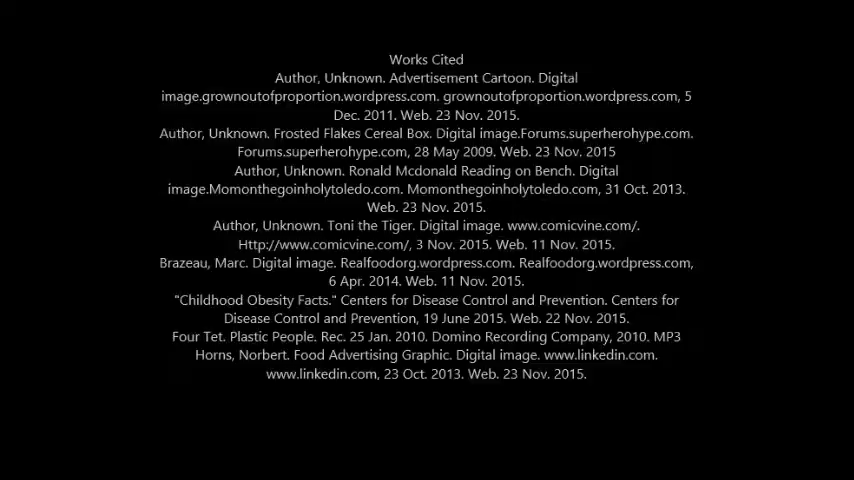 Works Cited
Author, Unknown. Advertisement Cartoon. Digital
image.grownoutofproportion.wordpress.com. grownoutofproportion.wordpress.com, 5
Dec. 2011. Web. 23 Nov. 2015.
Author, Unknown. Frosted Flakes Cereal Box. Digital image.Forums.superherohype.com.
Forums.superherohype.com, 28 May 2009. Web. 23 Nov. 2015
Author, Unknown. Ronald Mcdonald Reading on Bench. Digital
image.Momonthegoinholytoledo.com. Momonthegoinholytoledo.com, 31 Oct. 2013.
Web. 23 Nov. 2015.
Author, Unknown. Toni the Tiger. Digital image. www.comicvine.com/.
Http://www.comicvine.com/, 3 Nov. 2015. Web. 11 Nov. 2015.
Brazeau, Marc. Digital image. Realfoodorg.wordpress.com. Realfoodorg.wordpress.com,
6 Apr. 2014. Web. 11 Nov. 2015.
"Childhood Obesity Facts." Centers for Disease Control and Prevention. Centers for
Disease Control and Prevention, 19 June 2015. Web. 22 Nov. 2015.
Four Tet. Plastic People. Rec. 25 Jan. 2010. Domino Recording Company, 2010. MP3
Horns, Norbert. Food Advertising Graphic. Digital image. www.linkedin.com.
www.linkedin.com, 23 Oct. 2013. Web. 23 Nov. 2015.